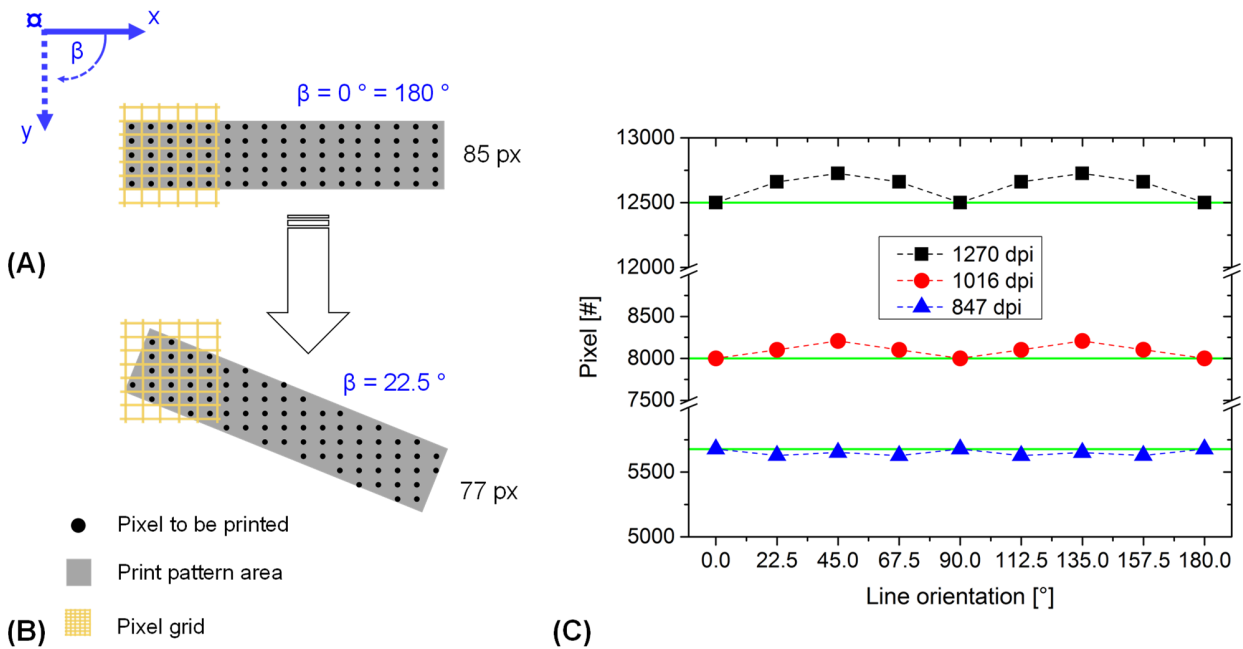 x
β
y
β = 0 ° = 180 °
85 px
(A)
β = 22.5 °
77 px
Pixel to be printed
Print pattern area
Pixel grid
(B)
13000
12500
12000
8500
8000
7500
5500
5000
Pixel [#]
1270 dpi
1016 dpi
847 dpi
0.0 22.5 45.0 67.5 90.0 112.5 135.0 157.5 180.0
Line orientation [°]
(C)